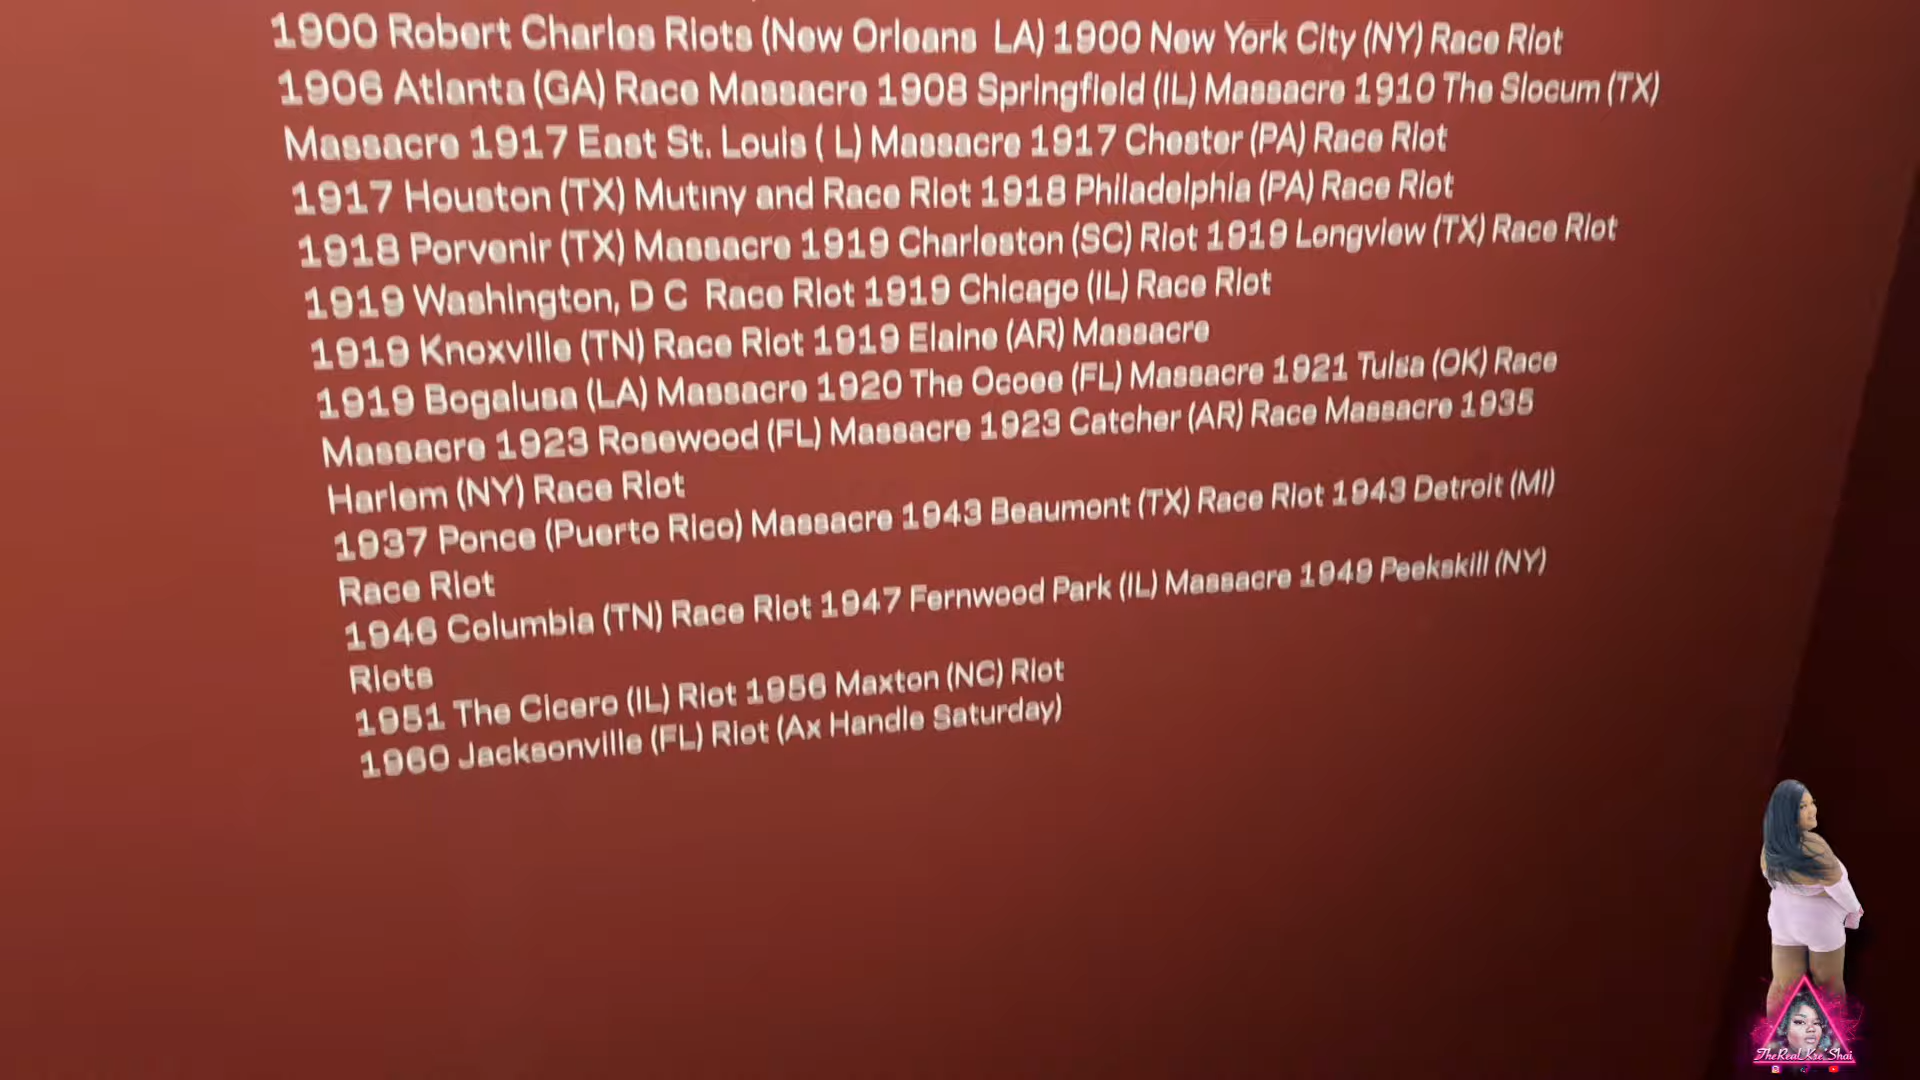 1900 Robert Charles Riots (New Orleans LA) 1900 New York City (NY) Race Riot
1906 Atlanta (GA) Race Massacre 1908 Springfield (IL) Massacre 1910 The Slocum (TX)
Massacre 1917 East St. Louis ( L) Massacre 1917 Chester (PA) Race Riot
1917 Houston (TX) Mutiny and Race Riot 1918 Philadelphia (PA) Race Riot
1918 Porvenir (TX) Massacre 1919 Charleston (SC) Riot 1919 Longview (TX) Race Riot
1919 Washington, D C Race Riot 1919 Chicago (IL) Race Riot
1919 Knoxville (TN) Race Riot 1919 Elaine (AR) Massacre
1919 Bogalusa (LA) Massacre 1920 The Ocoee (FL) Massacre 1921 Tulsa (OK) Race
Massacre 1923 Rosewood (FL) Massacre 1923 Catcher (AR) Race Massacre 1935
Harlem (NY) Race Riot
1937 Ponce (Puerto Rico) Massacre 1943 Beaumont (TX) Race Riot 1943 Detroit (MI)
Race Riot
1946 Columbia (TN) Race Riot 1947 Fernwood Park (IL) Massacre 1949 Peekskill (NY)
Riots
1951 The Cicero (IL) Riot 1956 Maxton (NC) Riot
1960 Jacksonville (FL) Riot (Ax Handle Saturday)
TheRealKre'Shai